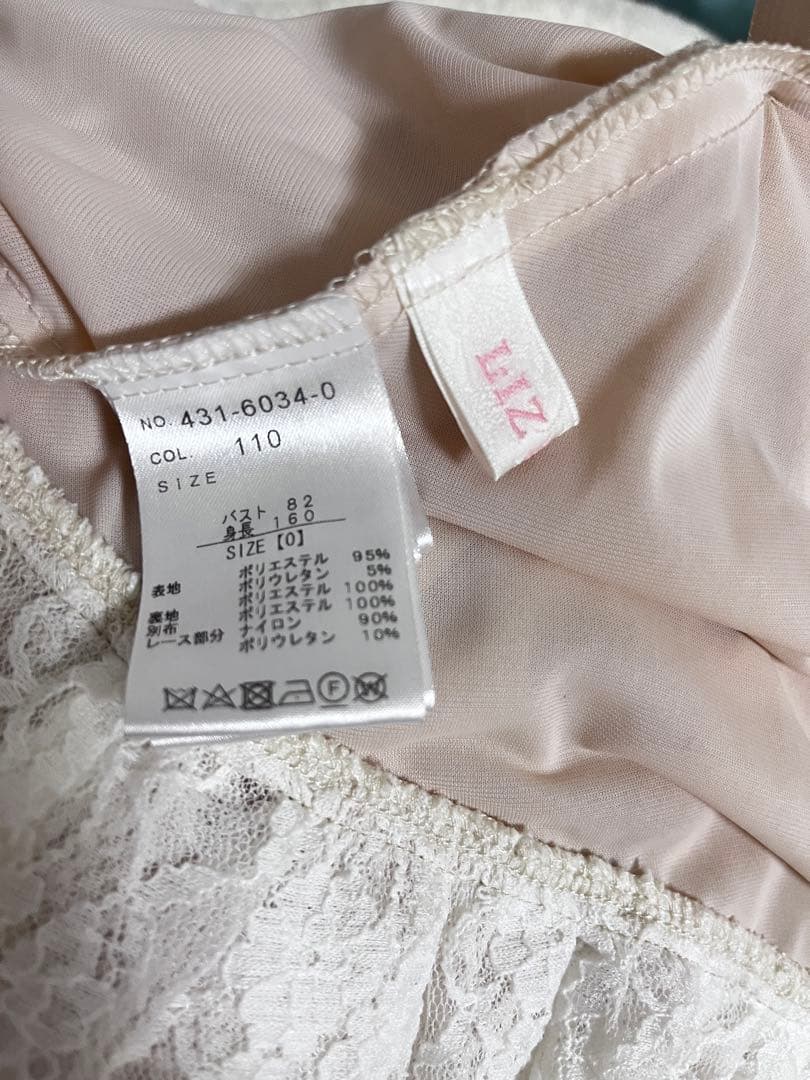 NO. 431-6034-0
COL. 110
SIZE
バスト 82
身長 160
SIZE【0】
ポリエステル 95%
表地 ポリウレタン 5%
ポリエステル 100%
裏地 ポリエステル 100%
別布 ナイロン 90%
レース部分 ポリウレタン 10%
F
W
LIZ